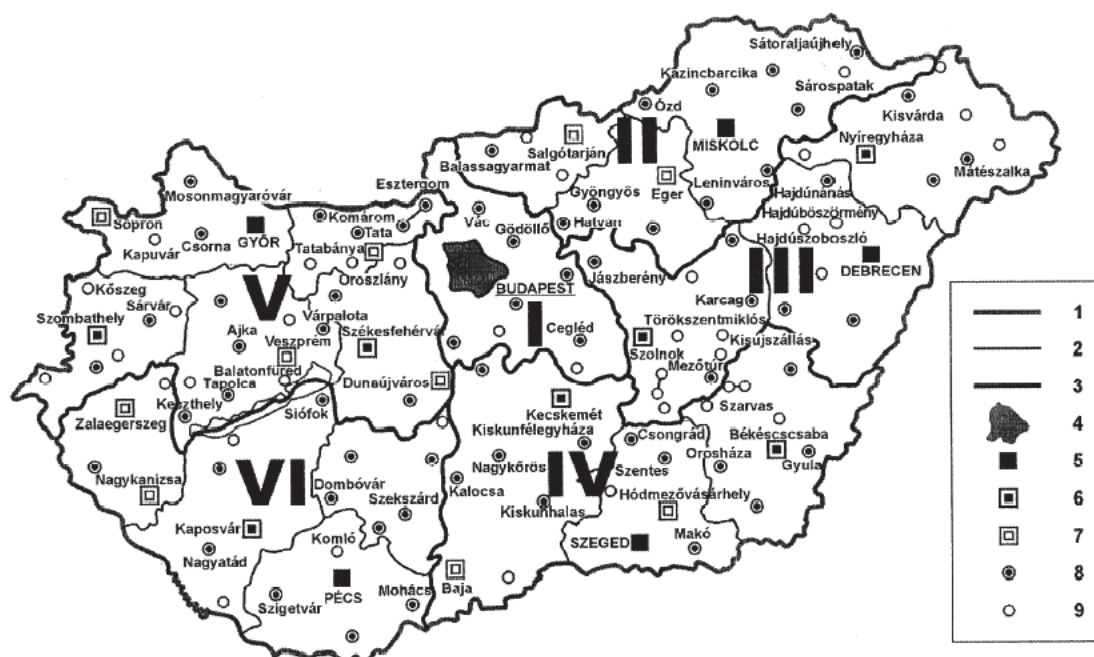 Sátoraljaújhely
Kazincbarcika
Sárospatak
Ózd
Kisvárda
II
MISKOLC
Nyíregyháza
Salgótarján
Balassagyarmat
Mátészalka
Eger
Leninváros
Esztergom
Gyöngyös
Hajdúnánás
Mosonmagyaróvár
Komárom
Vác
Hatvan
Hajdúböszörmény
Sopron
Tata
Gödöllő
GYŐR
Csorna
Hajdúszoboszló
Kapuvár
Tatabánya
III
Jászberény
DEBRECEN
V
Oroszlány
Kőszeg
BUDAPEST
Sárvár
Karcag
Várpalota
I
Törökszentmiklós
Szombathely
Székesfehérvár
Ajka
Cegléd
Kisújszállás
Veszprém
Szolnok
Mezőtúr
Balatonfüred
Tapolca
Dunaújváros
Keszthely
Siófok
Kecskemét
Szarvas
Zalaegerszeg
Kiskunfélegyháza
Csongrád
Békéscscsaba
Orosháza
Nagykőrös
IV
Szentes
Gyula
Nagykanizsa
VI
Dombóvár
Kalocsa
Szekszárd
Hódmezővásárhely
Kiskunhalas
Kaposvár
Komló
SZEGED
Makó
Nagyatád
PÉCS
Mohács
Baja
Szigetvár
1
2
3
4
5
6
7
8
9